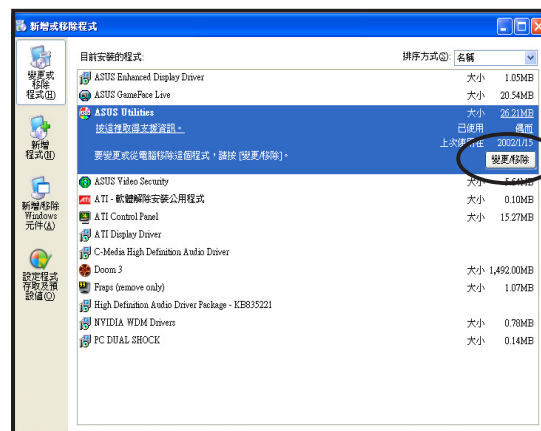 新增或移除程式
變更或
移除
程式(H)
新增
程式(N)
新增/移除
Windows
元件(A)
設定程式
存取及預
設值(O)
目前安裝的程式: 排序方式(S): 名稱
ASUS Enhanced Display Driver 大小 1.05MB
ASUS GameFace Live 大小 20.54MB
ASUS Utilities 大小 26.21MB
按這裡取得支援資訊。 已使用 偶而
上次使用在 2002/1/15
要變更或從電腦移除這個程式，請按 [變更/移除]。 變更/移除
ASUS Video Security 大小 5.64MB
ATI - 軟體解除安裝公用程式 大小 0.10MB
ATI Control Panel 大小 15.27MB
ATI Display Driver
C-Media High Definition Audio Driver
Doom 3 大小 1,492.00MB
Fraps (remove only) 大小 1.07MB
High Definition Audio Driver Package - KB835221
NVIDIA WDM Drivers 大小 0.78MB
PC DUAL SHOCK 大小 0.14MB